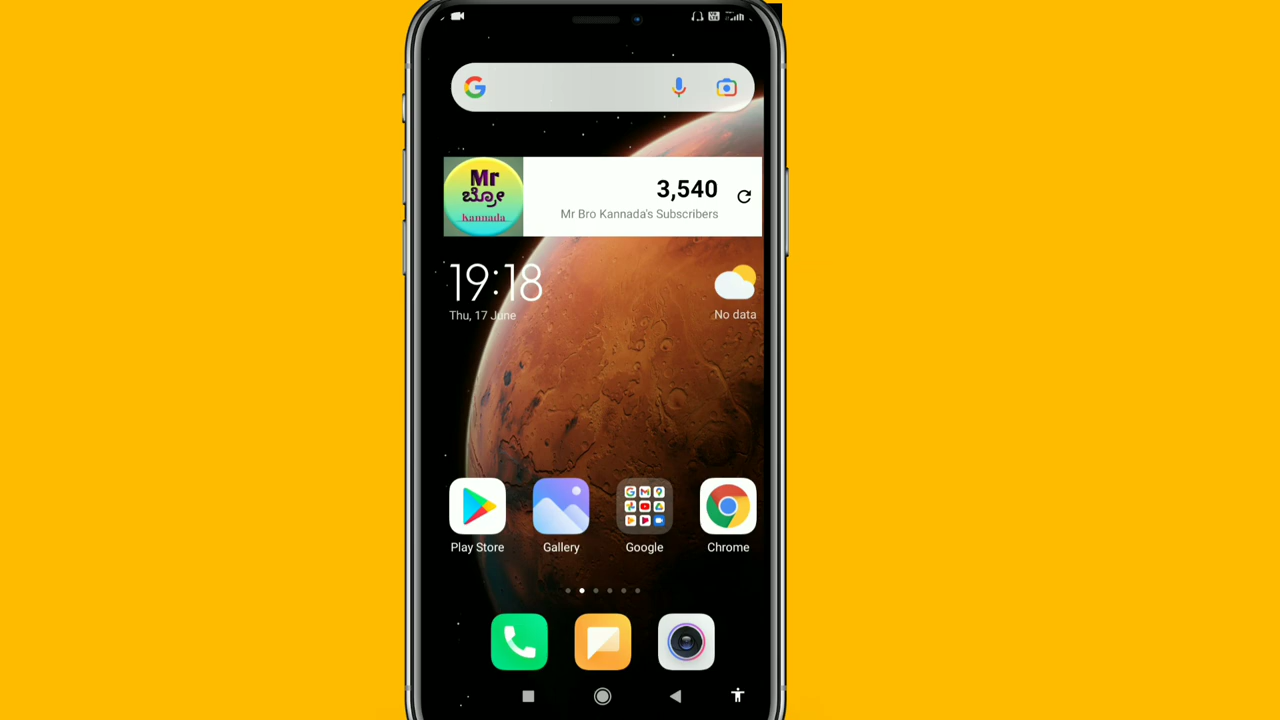 3,540
Mr
ಬ್ರೋ
Kannada
Mr Bro Kannada's Subscribers
19:18
Thu, 17 June
No data
Play Store
Gallery
Google
Chrome